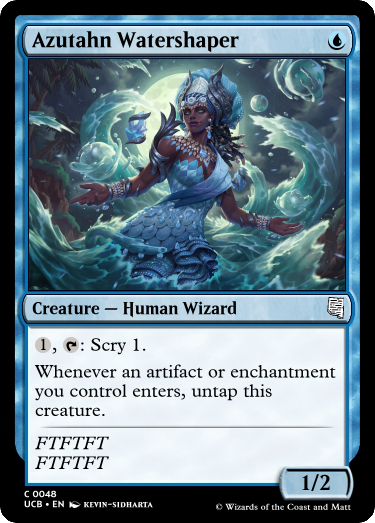 Azutahn Watershaper
Creature — Human Wizard
1, T: Scry 1.
Whenever an artifact or enchantment
you control enters, untap this
creature.
FTFTFT
FTFTFT
1/2
C 0048
UCB • EN KEVIN-SIDHARTA
© Wizards of the Coast and Matt